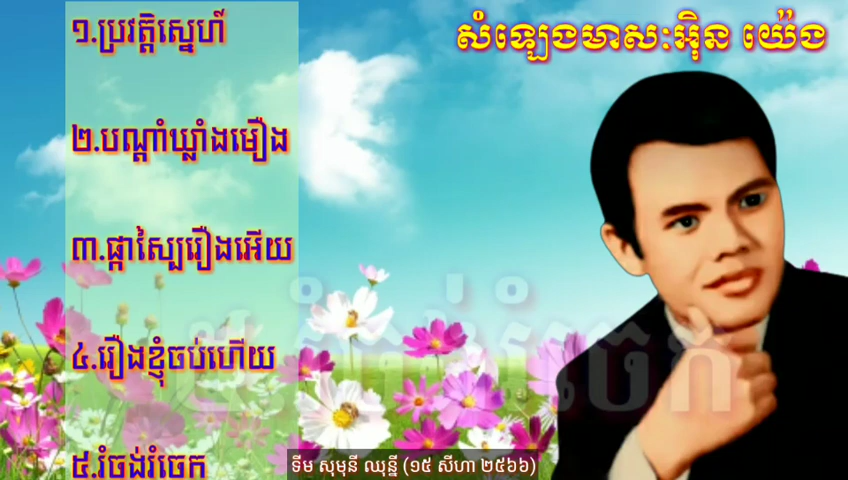 សំឡេងមាសៈអ៊ិន យ៉េង
១.ប្រវត្តិស្នេហ៍
២.បណ្តាំឃ្លាំងមឿង
៣.ផ្កាស្បៃរឿងអើយ
៤.រឿងខ្ញុំចប់ហើយ
៥.រំចង់រំចេក
ទីម សុមុនី ឈុន្នី (១៥ សីហា ២៥៦៦)